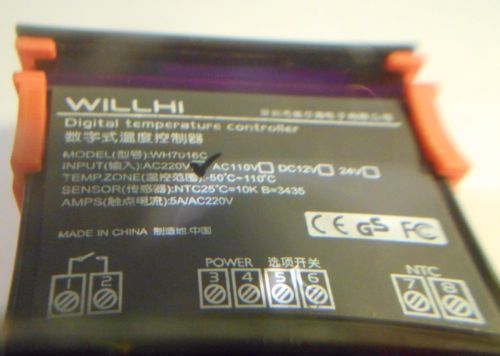 WILLHI
Digital temperature controller
数字式温度控制器
MODEL(型号):WH7016C
INPUT(输入):AC220V AC110V DC12V 24V
TEMP.ZONE(温控范围):-50°C~110°C
SENSOR(传感器):NTC25°C=10K B=3435
AMPS(触点电流):5A/AC220V
MADE IN CHINA 制造地:中国
CE GS FC
POWER 选项开关 NTC
1 2 3 4 5 6 7 8